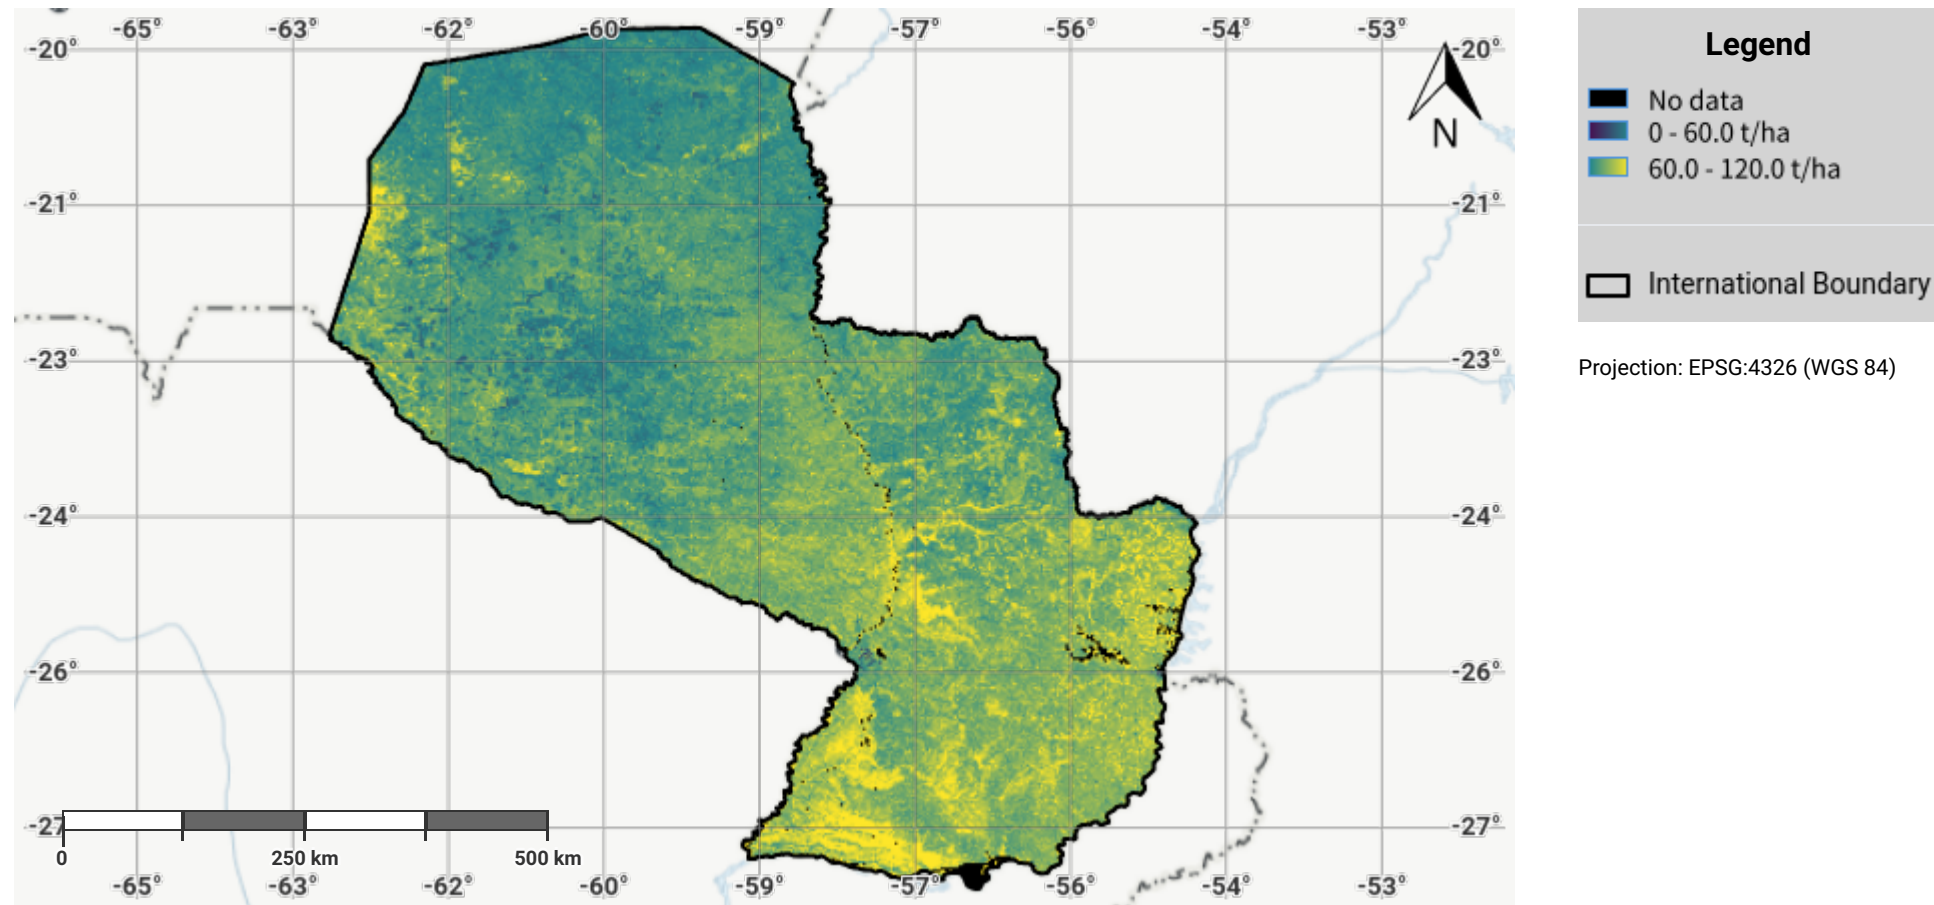 -65° -63° -62° -60° -59° -57° -56° -54° -53°
-20° -20°
-21° -21°
-23° -23°
-24° -24°
-26° -26°
-27 -27°
0 250 km 500 km
-65° -63° -62° -60° -59° -57° -56° -54° -53°
N
Legend
No data
0 - 60.0 t/ha
60.0 - 120.0 t/ha
International Boundary
Projection: EPSG:4326 (WGS 84)